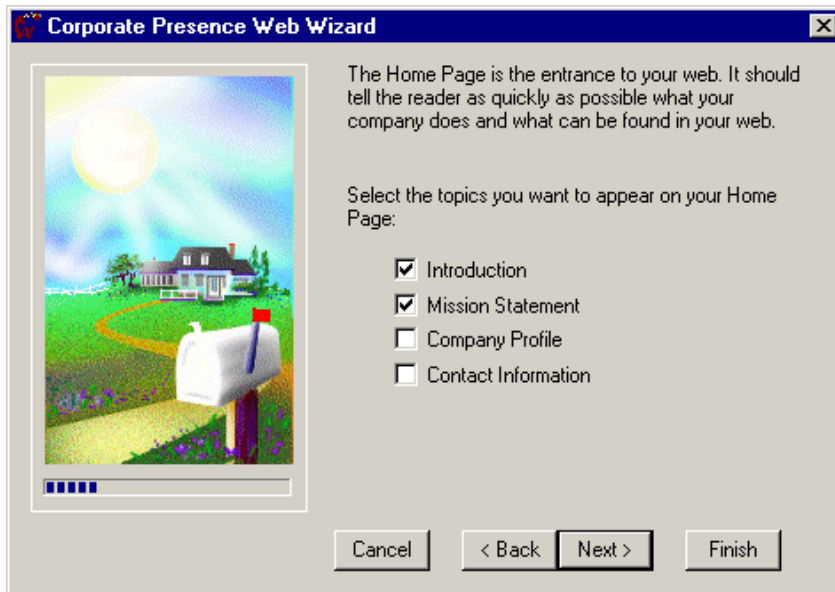 Corporate Presence Web Wizard
The Home Page is the entrance to your web. It should
tell the reader as quickly as possible what your
company does and what can be found in your web.
Select the topics you want to appear on your Home
Page:
Introduction
Mission Statement
Company Profile
Contact Information
Cancel
< Back
Next >
Finish